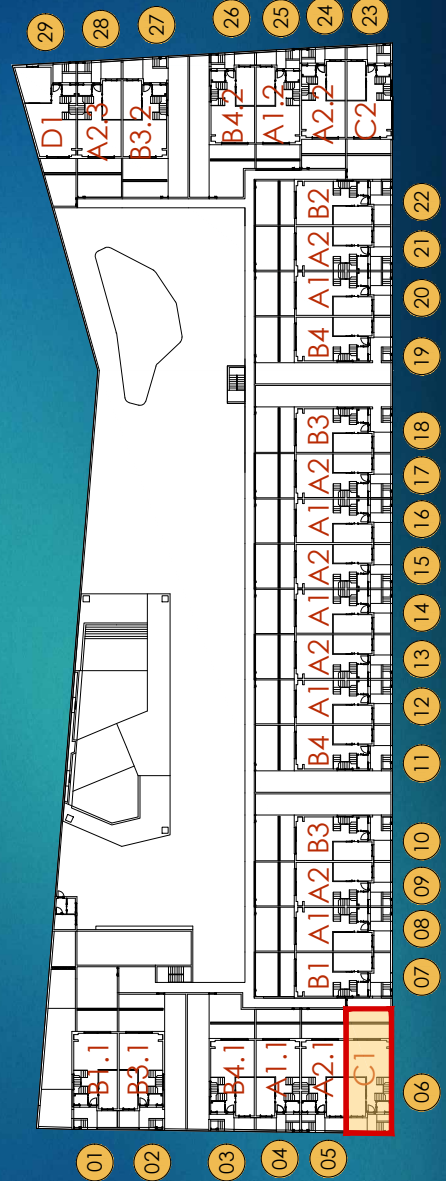 29
28
27
26
25
24
23
D1
A2.3
B3.2
B4.2
A1.2
A2.2
C2
B2
22
A2
21
A1
20
B4
19
B3
18
A2
17
A1
16
A2
15
A1
14
A2
13
A1
12
B4
11
B3
10
A2
09
A1
08
B1
07
B1.1
B3.1
B4.1
A1.1
A2.1
C1
06
01
02
03
04
05